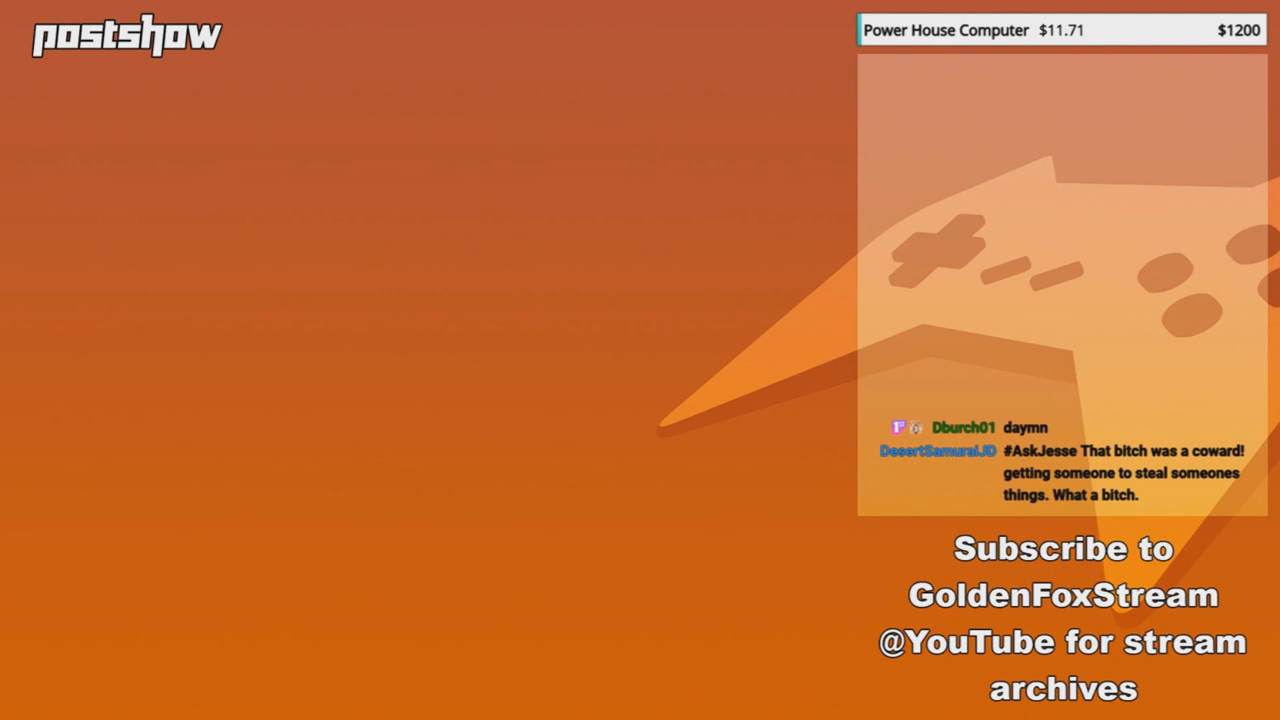 postshow
Power House Computer $11.71 $1200
Dburch01 daymn
DesertSamuraiJD #AskJesse That bitch was a coward!
getting someone to steal someones
things. What a bitch.
Subscribe to
GoldenFoxStream
@YouTube for stream
archives